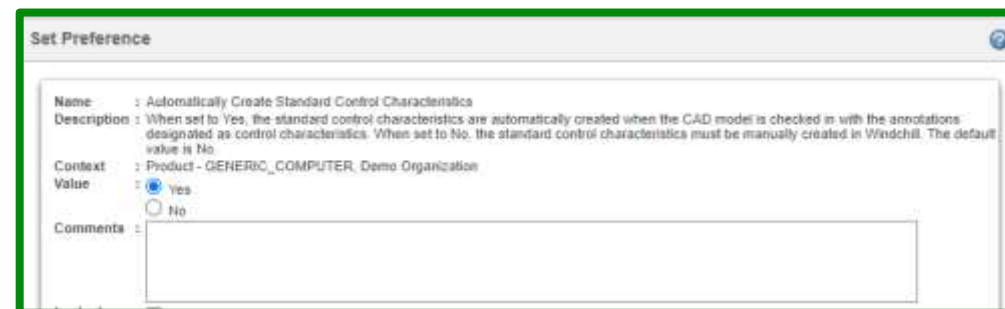 Set Preference
Name : Automatically Create Standard Control Characteristics
Description : When set to Yes, the standard control characteristics are automatically created when the CAD model is checked in with the annotations
designated as control characteristics. When set to No, the standard control characteristics must be manually created in Windchill. The default
value is No.
Context : Product - GENERIC_COMPUTER, Demo Organization
Value : Yes
No
Comments :